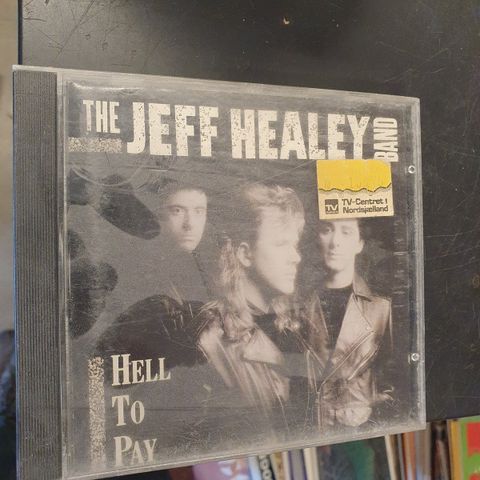 THE JEFF HEALEY BAND
TV TV-Centret i
Nordsjælland
HELL
TO
PAY